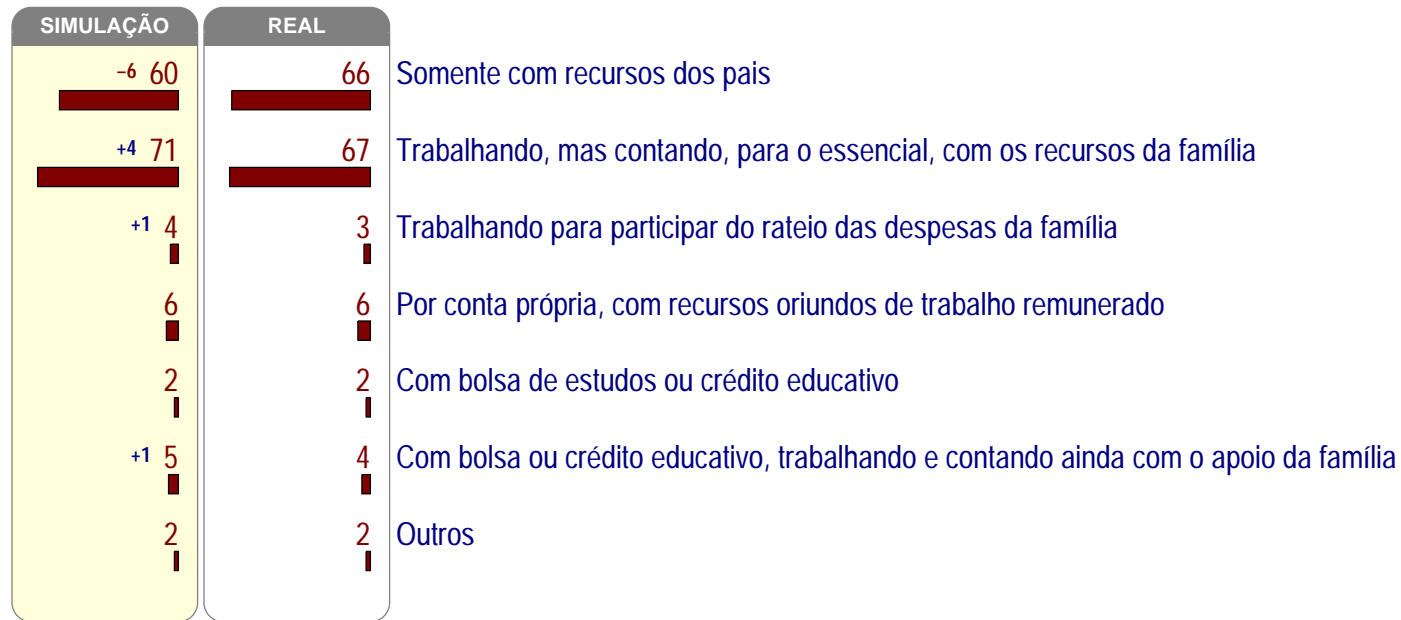 SIMULAÇÃO REAL
–6 60 66 Somente com recursos dos pais
+4 71 67 Trabalhando, mas contando, para o essencial, com os recursos da família
+1 4 3 Trabalhando para participar do rateio das despesas da família
6 6 Por conta própria, com recursos oriundos de trabalho remunerado
2 2 Com bolsa de estudos ou crédito educativo
+1 5 4 Com bolsa ou crédito educativo, trabalhando e contando ainda com o apoio da família
2 2 Outros